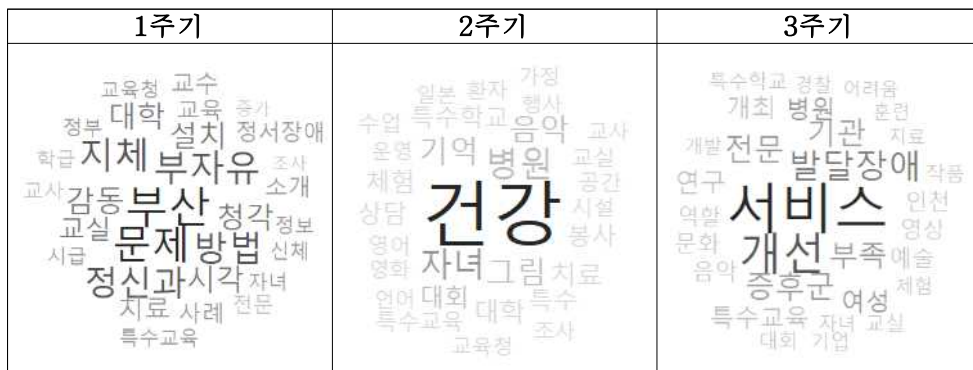 1주기 2주기 3주기
교육청 교수
대학 교육 증가
정부 설치 정서장애
학급 지체 부자유 조사
교사 감동 부산 소개
교실 청각 정보
시급 문제 방법 신체
정신과 시각 자녀
치료 사례 전문
특수교육
가정
일본 환자 행사
수업 특수학교 음악 교사
운영 기억 병원 교실
체험 공간
상담 건강 시설
영어 봉사
영화 자녀 그림 치료
언어 대회 특수
특수교육 대학 조사
교육청
특수학교 경찰 어려움
개최 병원 훈련
개발 전문 기관 치료
연구 발달장애 작품
역할 서비스 인천
문화 영상
음악 개선 부족 예술
증후군 체험
특수교육 여성
자녀 교실
대회 기업